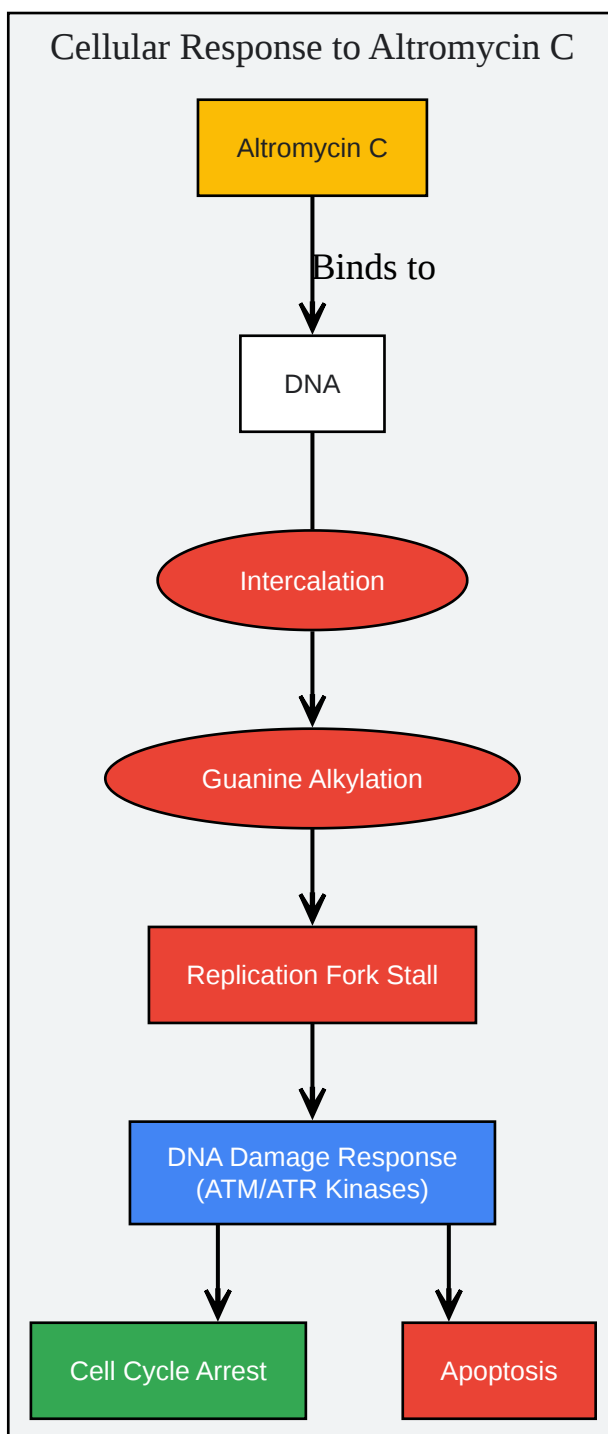 Cellular Response to Altromycin C
Altromycin C
Binds to
DNA
Intercalation
Guanine Alkylation
Replication Fork Stall
DNA Damage Response
(ATM/ATR Kinases)
Cell Cycle Arrest
Apoptosis